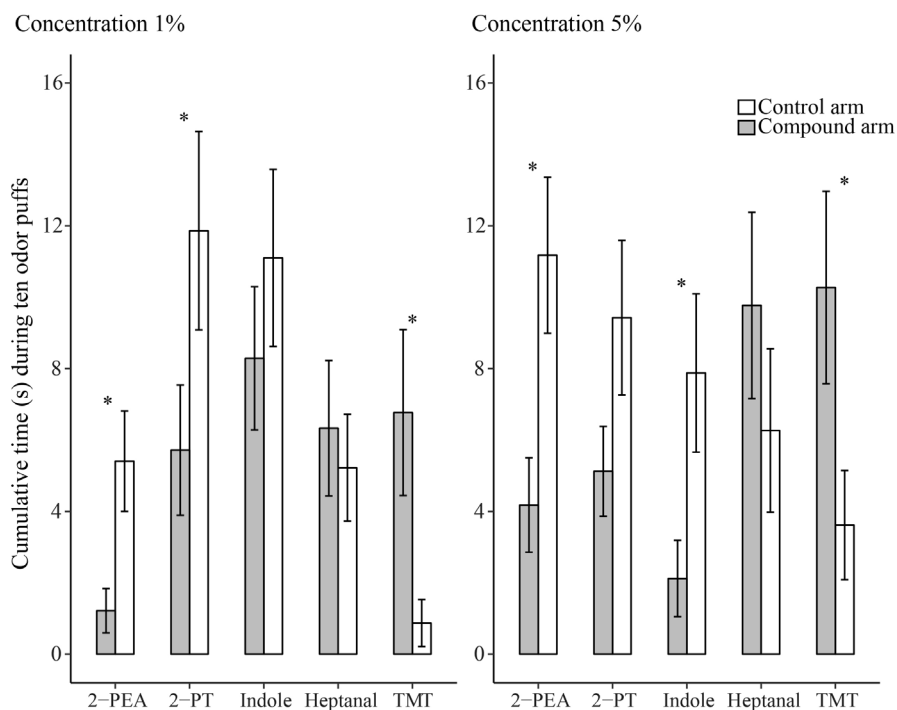 Concentration 1%
Concentration 5%
Cumulative time (s) during ten odor puffs
16
12
8
4
0
*
*
*
2−PEA 2−PT Indole Heptanal TMT
16
12
8
4
0
Control arm
Compound arm
*
*
*
2−PEA 2−PT Indole Heptanal TMT